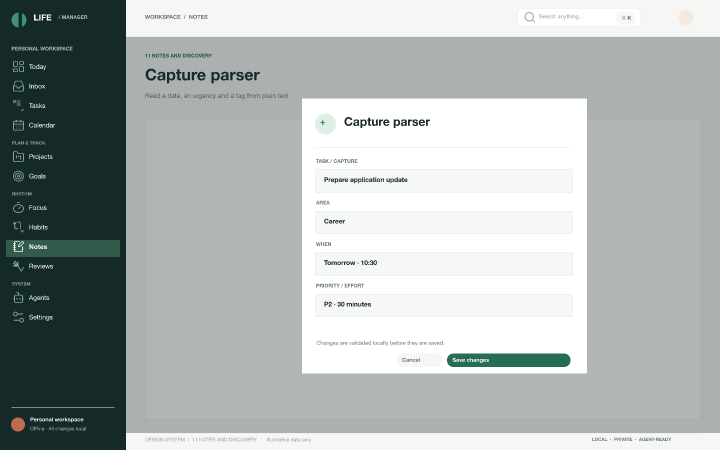 LIFE / MANAGER
PERSONAL WORKSPACE
Today
Inbox
Tasks
Calendar
PLAN & TRACK
Projects
Goals
RHYTHM
Focus
Habits
Notes
Reviews
SYSTEM
Agents
Settings
Personal workspace
Offline · All changes local
WORKSPACE / NOTES
Search anything...
⌘ K
11 NOTES AND DISCOVERY
Capture parser
Read a date, an urgency and a tag from plain text
+
Capture parser
TASK / CAPTURE
Prepare application update
AREA
Career
WHEN
Tomorrow · 10:30
PRIORITY / EFFORT
P2 · 30 minutes
Changes are validated locally before they are saved.
Cancel
Save changes
DESIGN SYSTEM / 11 NOTES AND DISCOVERY · Illustrative data only
LOCAL · PRIVATE · AGENT-READY